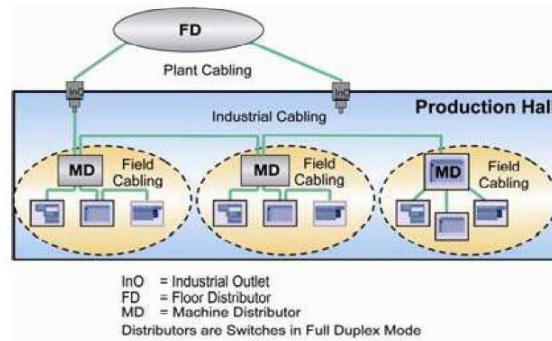 FD
Plant Cabling
InO
InO
Industrial Cabling
Production Hal
MD
Field
Cabling
MD
Field
Cabling
MD
Field
Cabling
InO = Industrial Outlet
FD = Floor Distributor
MD = Machine Distributor
Distributors are Switches in Full Duplex Mode